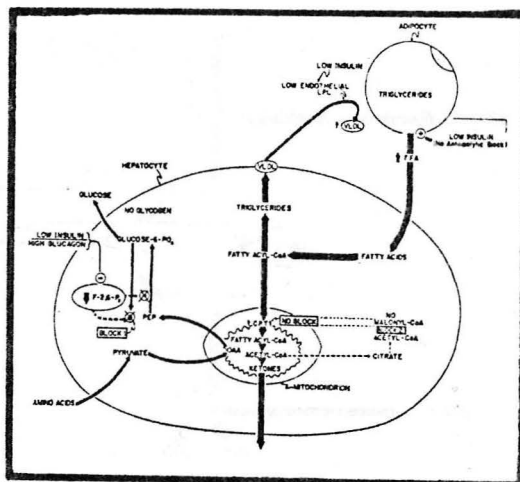 ADIPOCYTE
LOW INSULIN
LOW ENDOTHELIAL
LPL
TRIGLYCERIDES
↑ VLDL
LOW INSULIN
(No Antilipolytic Brake)
↑ FFA
HEPATOCYTE
VLDL
GLUCOSE
NO GLYCOGEN
TRIGLYCERIDES
LOW INSULIN
HIGH GLUCAGON
GLUCOSE-6-PO₄
FATTY ACYL-CoA
FATTY ACIDS
F-2,6-P₂
BLOCK
PEP
CPT I
NO BLOCK
NO
MALONYL-CoA
BLOCK
FATTY ACYL-CoA
ACETYL-CoA
OAA
ACETYL-CoA
CITRATE
PYRUVATE
KETONES
MITOCHONDRION
AMINO ACIDS